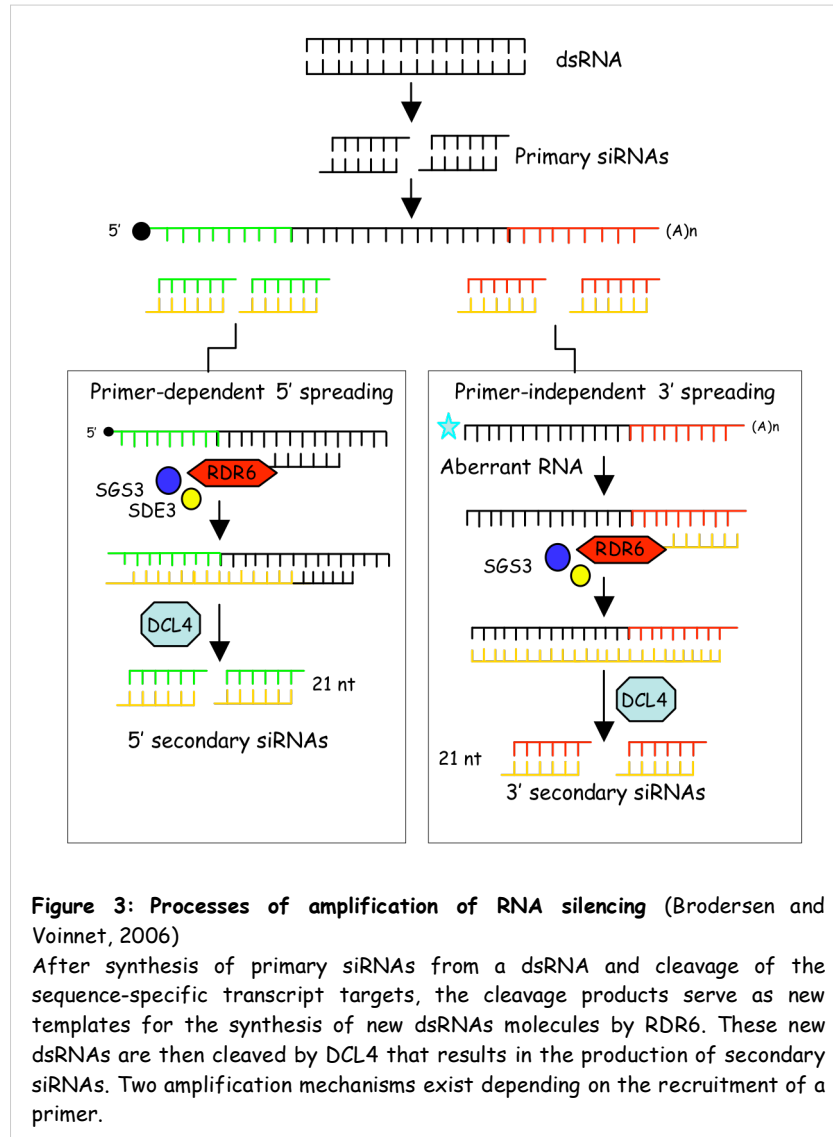 dsRNA
Primary siRNAs
5' (A)n
Primer-dependent 5' spreading
5'
RDR6
SGS3
SDE3
DCL4
21 nt
5' secondary siRNAs
Primer-independent 3' spreading
(A)n
Aberrant RNA
RDR6
SGS3
DCL4
21 nt
3' secondary siRNAs
Figure 3: Processes of amplification of RNA silencing (Brodersen and
Voinnet, 2006)
After synthesis of primary siRNAs from a dsRNA and cleavage of the
sequence-specific transcript targets, the cleavage products serve as new
templates for the synthesis of new dsRNAs molecules by RDR6. These new
dsRNAs are then cleaved by DCL4 that results in the production of secondary
siRNAs. Two amplification mechanisms exist depending on the recruitment of a
primer.